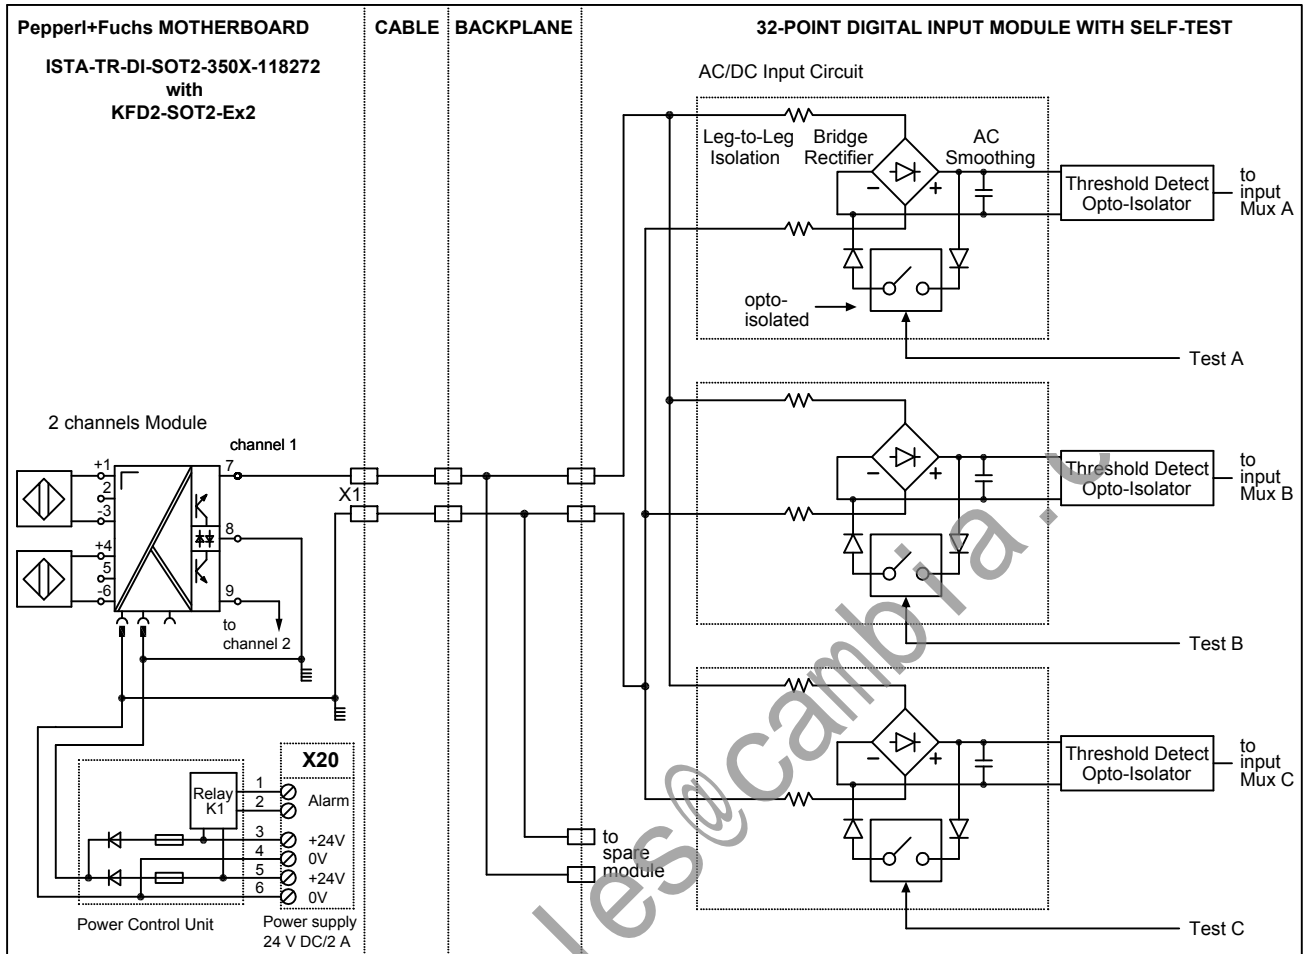 Pepperl+Fuchs MOTHERBOARD
CABLE
BACKPLANE
32-POINT DIGITAL INPUT MODULE WITH SELF-TEST
ISTA-TR-DI-SOT2-350X-118272
with
KFD2-SOT2-Ex2
AC/DC Input Circuit
Leg-to-Leg
Isolation
Bridge
Rectifier
AC
Smoothing
- +
Threshold Detect
Opto-Isolator
to
input
Mux A
opto-
isolated
Test A
- +
Threshold Detect
Opto-Isolator
to
input
Mux B
Test B
- +
Threshold Detect
Opto-Isolator
to
input
Mux C
Test C
2 channels Module
channel 1
+1
2
-3
+4
5
-6
7
8
9
to
channel 2
X1
to
spare
module
X20
Relay
K1
1
2
3
4
5
6
Alarm
+24V
0V
+24V
0V
Power Control Unit
Power supply
24 V DC/2 A
les@cambia.c